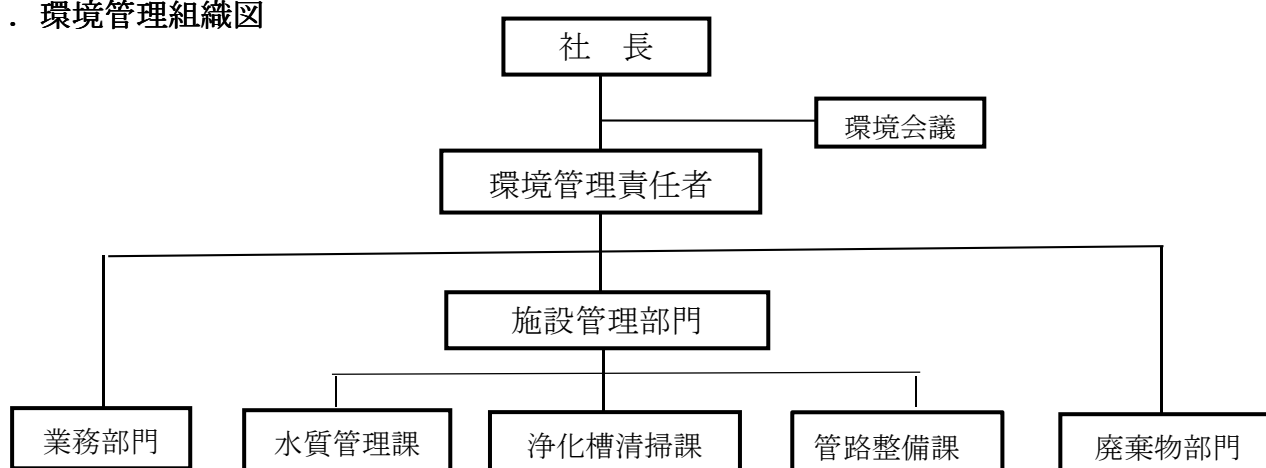 ．環境管理組織図
社　長
環境会議
環境管理責任者
施設管理部門
業務部門
水質管理課
浄化槽清掃課
管路整備課
廃棄物部門